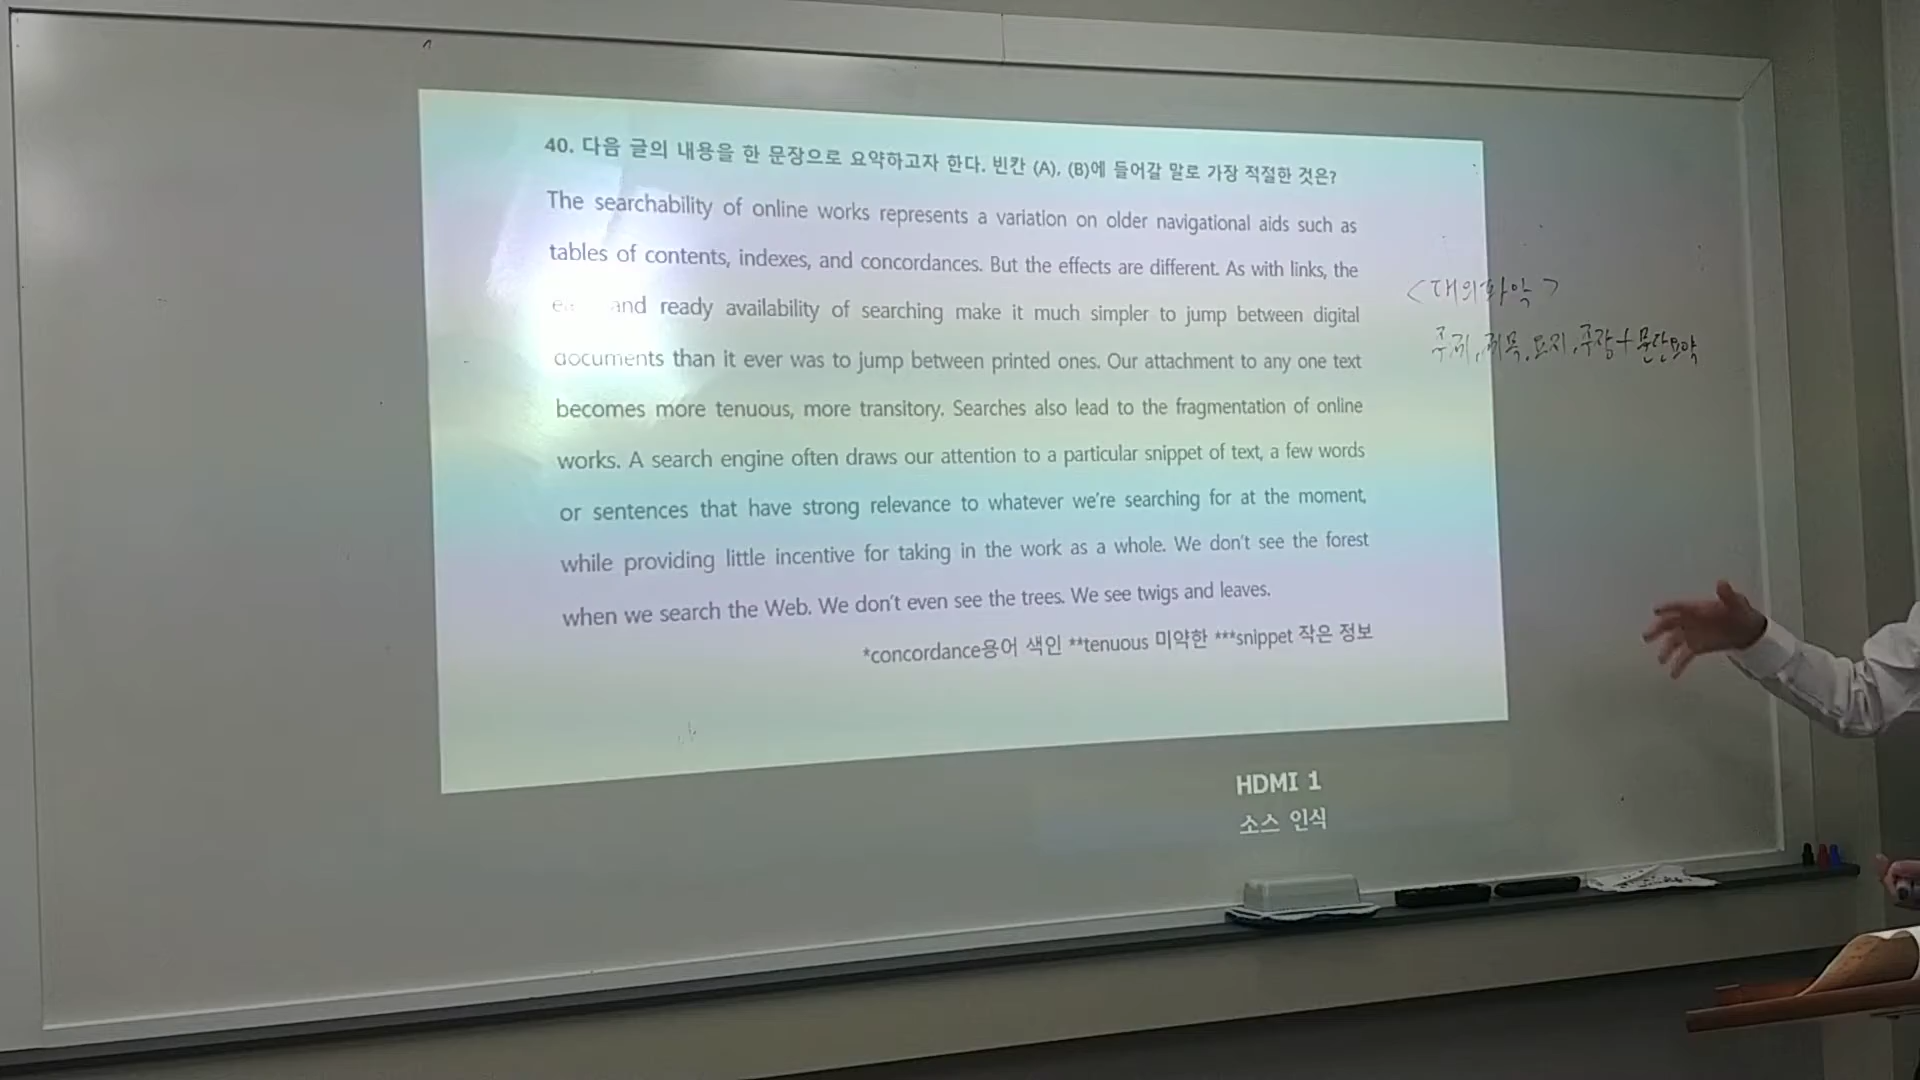 40. 다음 글의 내용을 한 문장으로 요약하고자 한다. 빈칸 (A), (B)에 들어갈 말로 가장 적절한 것은?
The searchability of online works represents a variation on older navigational aids such as
tables of contents, indexes, and concordances. But the effects are different. As with links, the
and ready availability of searching make it much simpler to jump between digital
documents than it ever was to jump between printed ones. Our attachment to any one text
becomes more tenuous, more transitory. Searches also lead to the fragmentation of online
works. A search engine often draws our attention to a particular snippet of text, a few words
or sentences that have strong relevance to whatever we're searching for at the moment,
while providing little incentive for taking in the work as a whole. We don't see the forest
when we search the Web. We don't even see the trees. We see twigs and leaves.
*concordance용어 색인 **tenuous 미약한 ***snippet 작은 정보
<대의파악>
주제, 제목, 요지, 주장 + 문단요약
HDMI 1
소스 인식